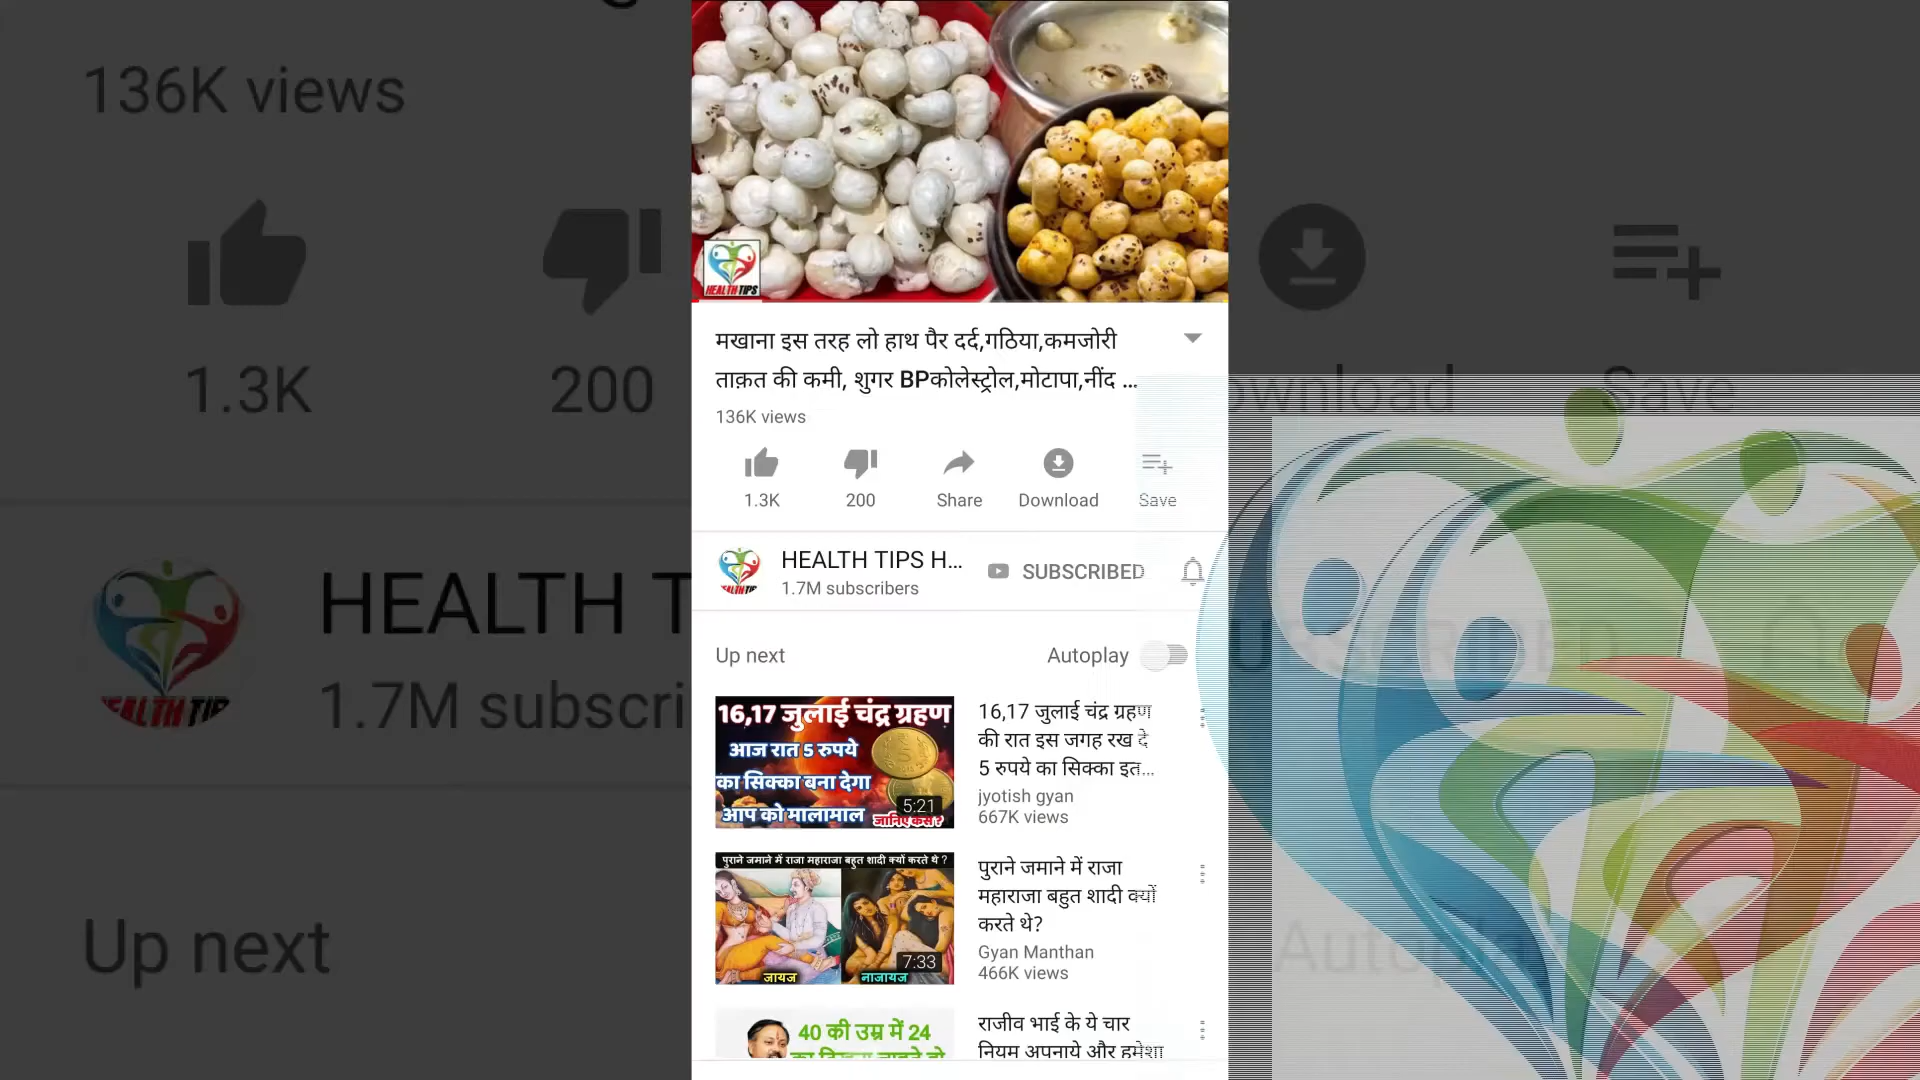 136K views
1.3K
200
HEALTH T
1.7M subscri
Up next
HEALTH TIPS
मखाना इस तरह लो हाथ पैर दर्द,गठिया,कमजोरी
ताक़त की कमी, शुगर BPकोलेस्ट्रोल,मोटापा,नींद ...
136K views
1.3K
200
Share
Download
Save
HEALTH TIPS H...
1.7M subscribers
SUBSCRIBED
Up next
Autoplay
16,17 जुलाई चंद्र ग्रहण
आज रात 5 रुपये
का सिक्का बना देगा
आप को मालामाल
जानिए कैसे?
5:21
16,17 जुलाई चंद्र ग्रहण
की रात इस जगह रख दे
5 रुपये का सिक्का इत...
jyotish gyan
667K views
पुराने जमाने में राजा महाराजा बहुत शादी क्यों करते थे ?
जायज
नाजायज
7:33
पुराने जमाने में राजा
महाराजा बहुत शादी क्यों
करते थे?
Gyan Manthan
466K views
40 की उम्र में 24
राजीव भाई के ये चार
नियम अपनाये और हमेशा
ownload
Save
UBSCRIBED
Autopla